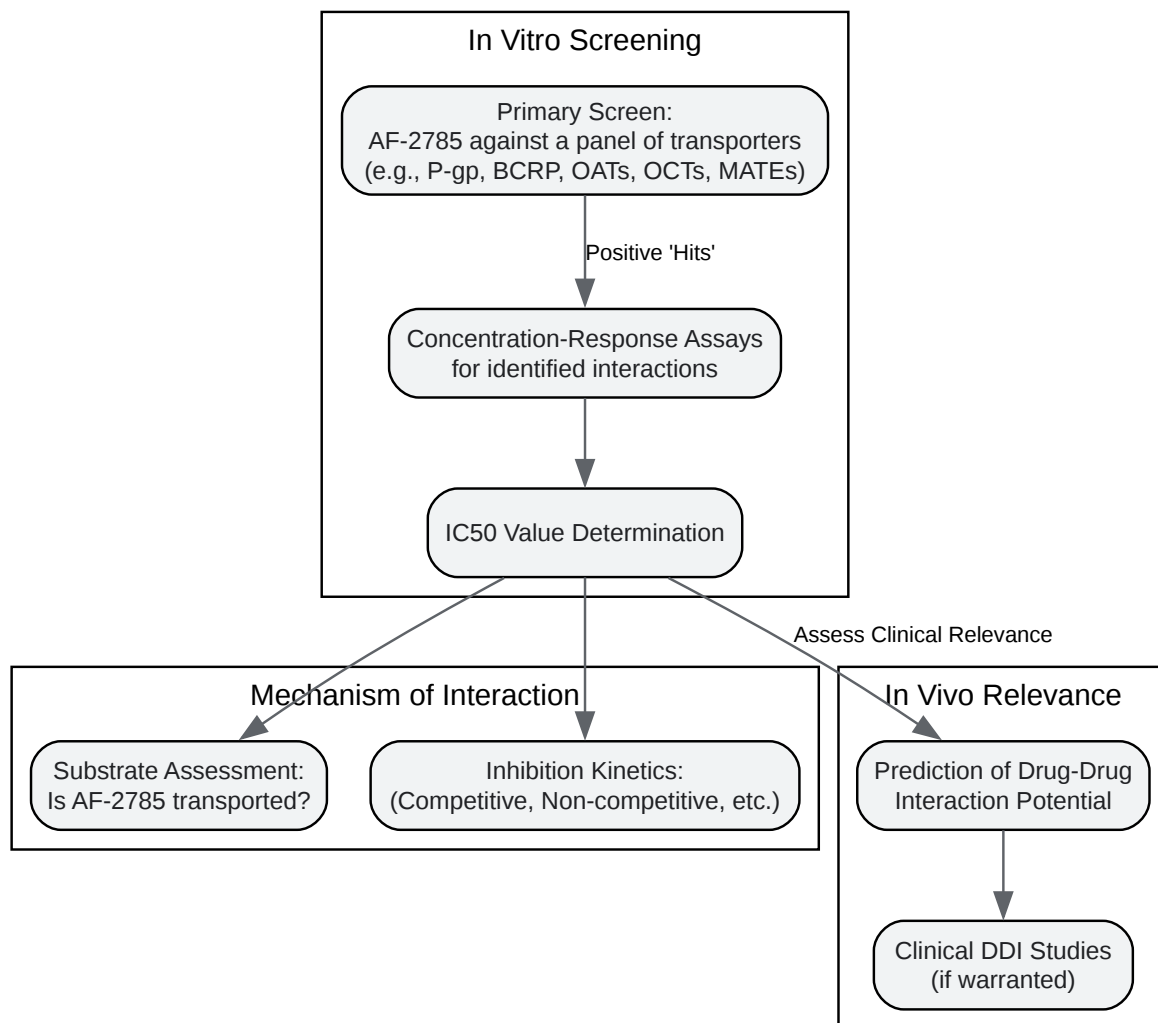 In Vitro Screening
Primary Screen:
AF-2785 against a panel of transporters
(e.g., P-gp, BCRP, OATs, OCTs, MATEs)
Positive 'Hits'
Concentration-Response Assays
for identified interactions
IC50 Value Determination
Assess Clinical Relevance
Mechanism of Interaction
Substrate Assessment:
Is AF-2785 transported?
Inhibition Kinetics:
(Competitive, Non-competitive, etc.)
In Vivo Relevance
Prediction of Drug-Drug
Interaction Potential
Clinical DDI Studies
(if warranted)